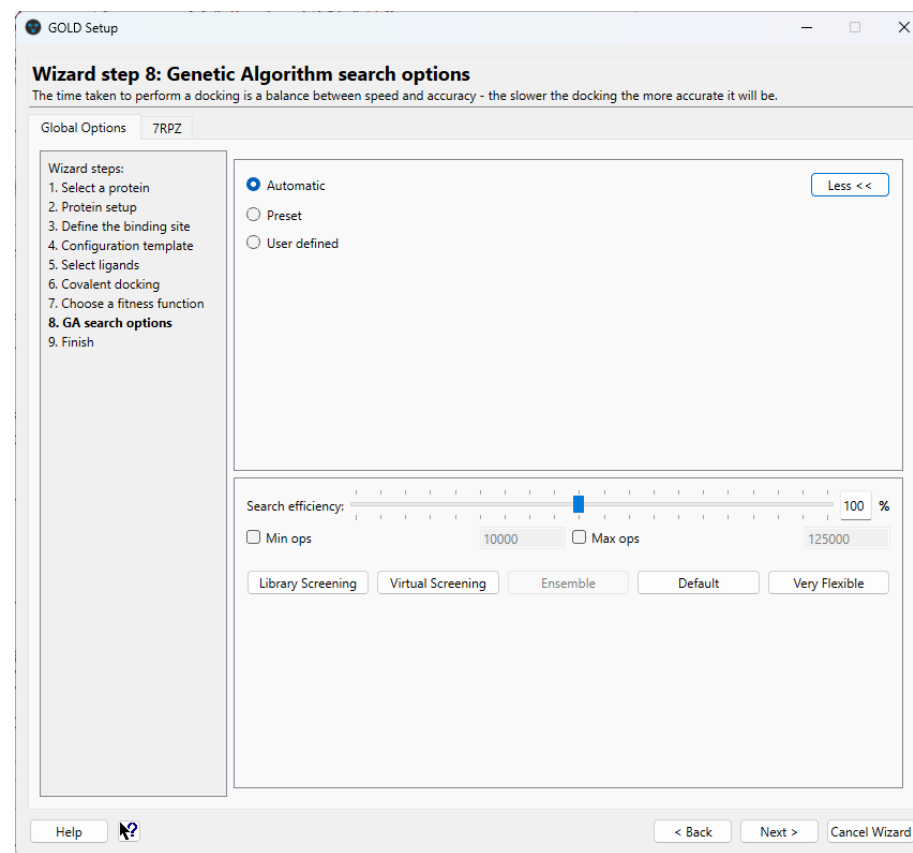 GOLD Setup
Wizard step 8: Genetic Algorithm search options
The time taken to perform a docking is a balance between speed and accuracy - the slower the docking the more accurate it will be.
Global Options 7RPZ
Wizard steps:
1. Select a protein
2. Protein setup
3. Define the binding site
4. Configuration template
5. Select ligands
6. Covalent docking
7. Choose a fitness function
8. GA search options
9. Finish
Automatic Less <<
Preset
User defined
Search efficiency: 100 %
Min ops 10000 Max ops 125000
Library Screening Virtual Screening Ensemble Default Very Flexible
Help ? < Back Next > Cancel Wizard